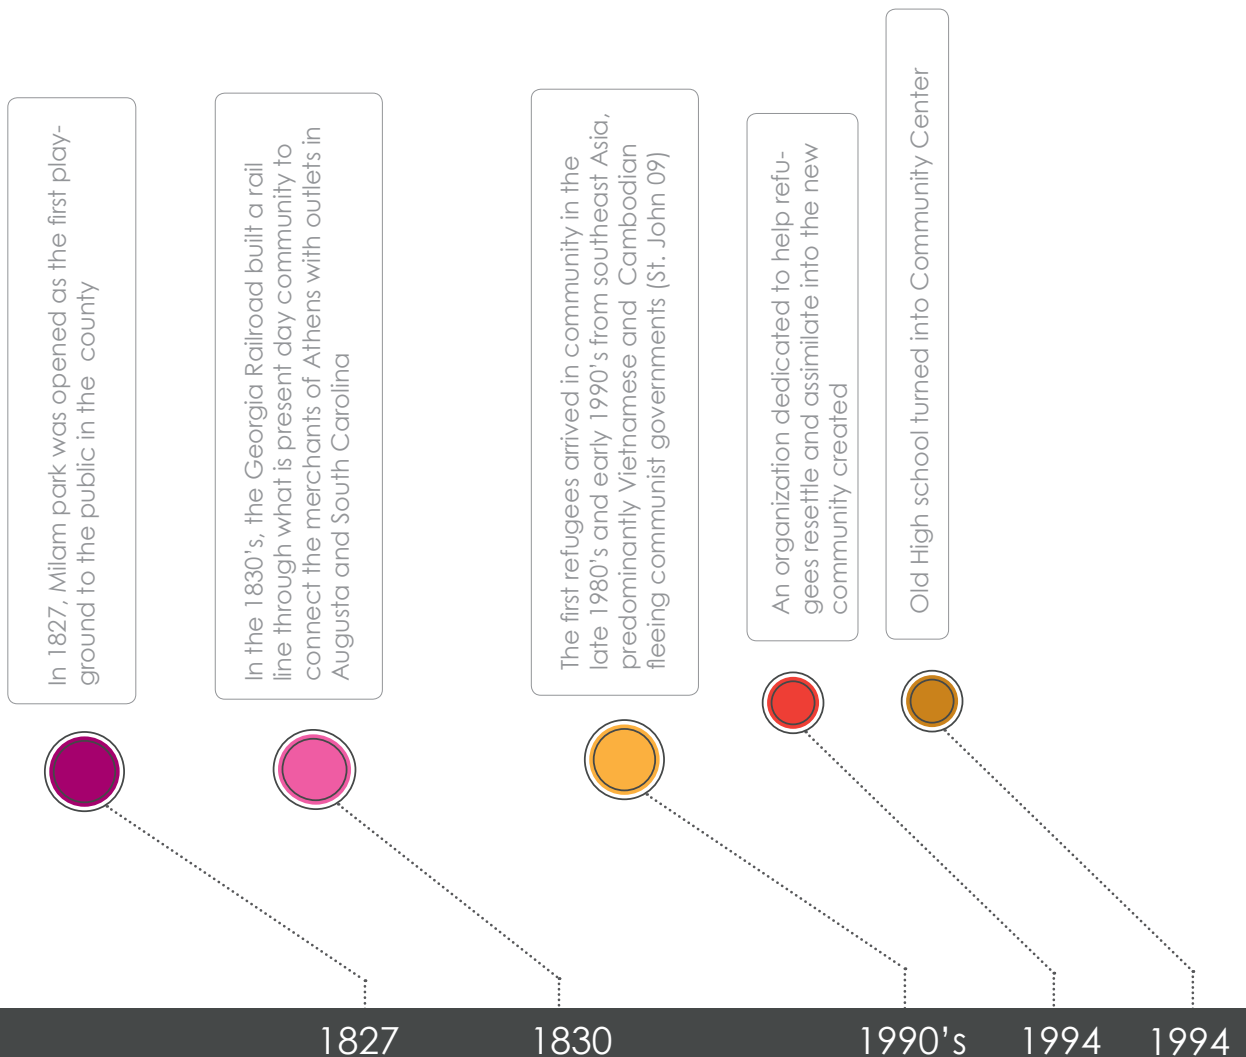 In 1827, Milam park was opened as the first play-
ground to the public in the county
In the 1830's, the Georgia Railroad built a rail
line through what is present day community to
connect the merchants of Athens with outlets in
Augusta and South Carolina
The first refugees arrived in community in the
late 1980's and early 1990's from southeast Asia,
predominantly Vietnamese and Cambodian
fleeing communist governments (St. John 09)
An organization dedicated to help refu-
gees resettle and assimilate into the new
community created
Old High school turned into Community Center
1827
1830
1990's
1994
1994